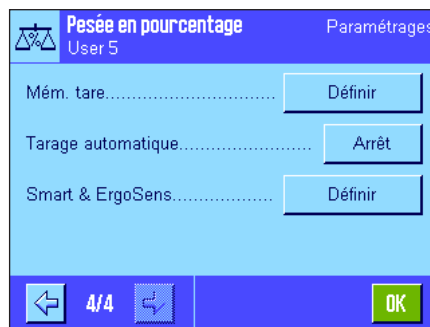 Pesée en pourcentage Paramétrages
User 5
Mém. tare.............................. Définir
Tarage automatique....................... Arrêt
Smart & ErgoSens................... Définir
4/4 OK